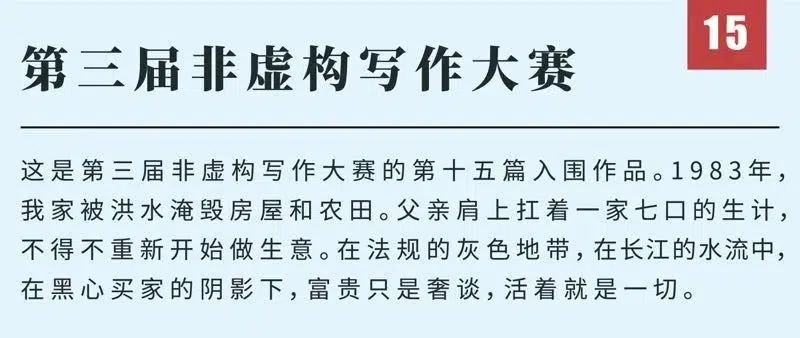 15
第三届非虚构写作大赛
这是第三届非虚构写作大赛的第十五篇入围作品。1983年，
我家被洪水淹毁房屋和农田。父亲肩上扛着一家七口的生计，
不得不重新开始做生意。在法规的灰色地带，在长江的水流中，
在黑心买家的阴影下，富贵只是奢谈，活着就是一切。